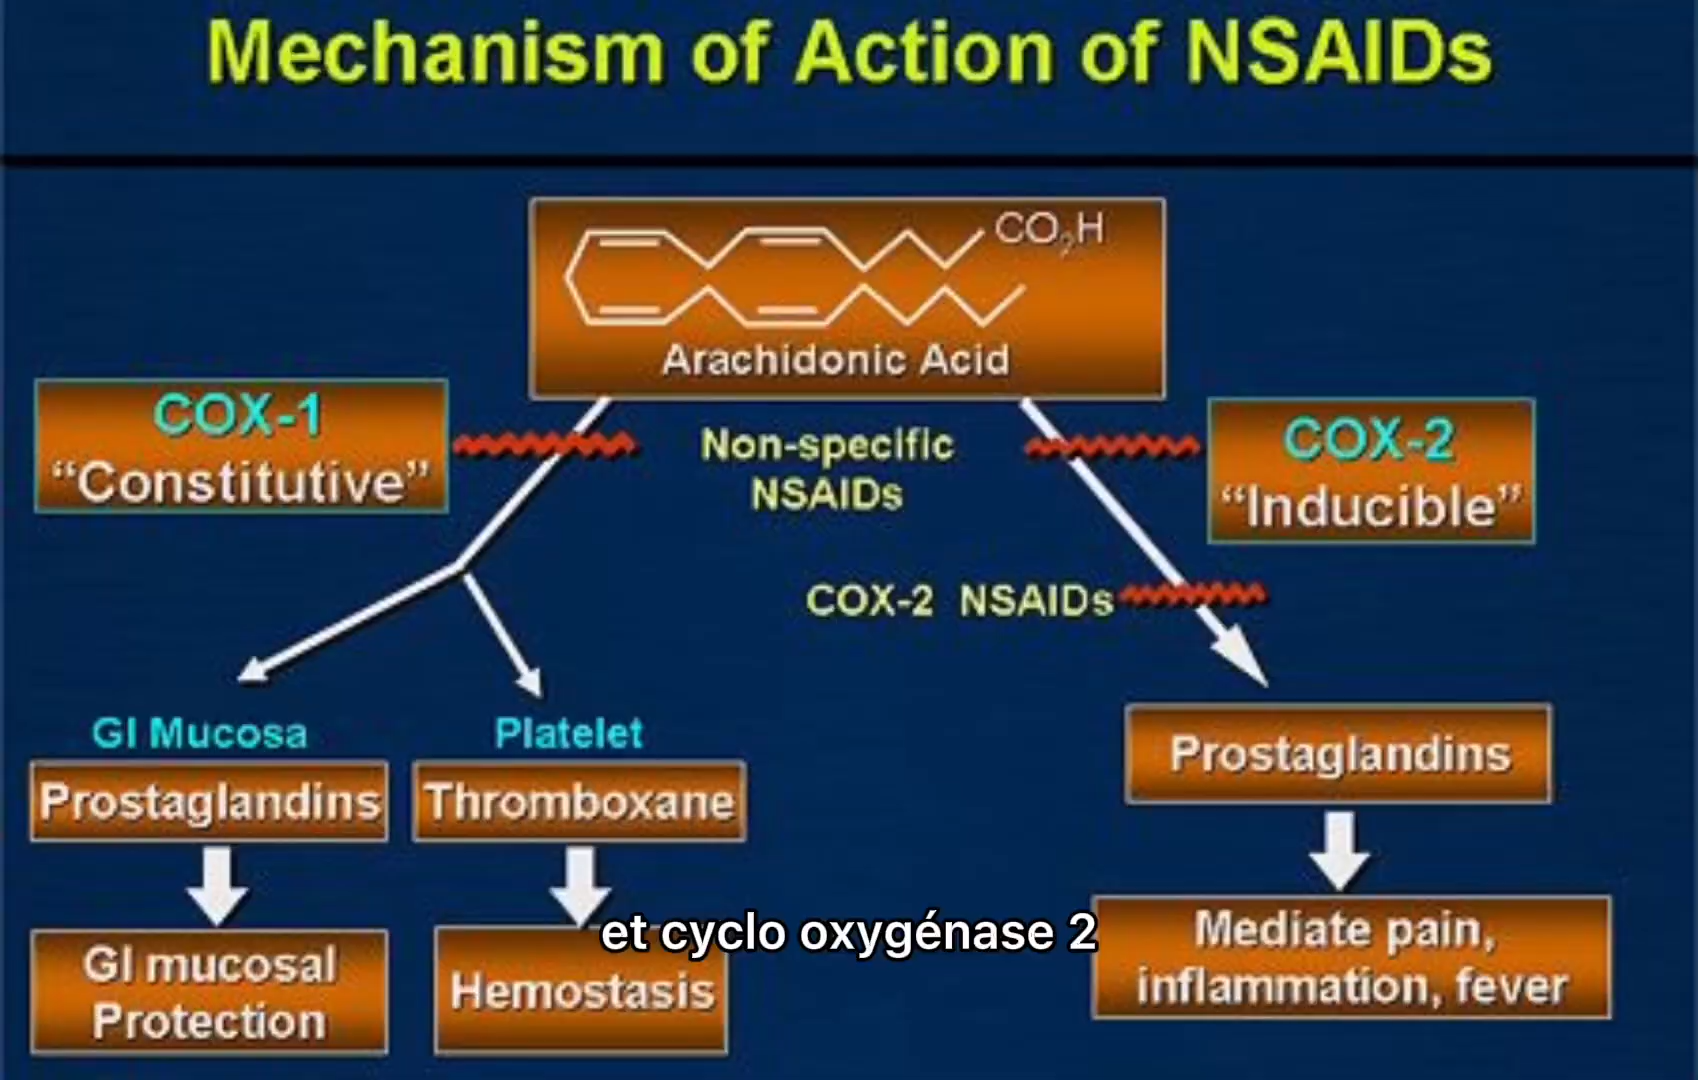 Mechanism of Action of NSAIDs
CO₂H
Arachidonic Acid
COX-1
“Constitutive”
Non-specific
NSAIDs
COX-2
“Inducible”
COX-2 NSAIDs
GI Mucosa
Platelet
Prostaglandins
Thromboxane
Prostaglandins
GI mucosal
Protection
Hemostasis
Mediate pain,
inflammation, fever
et cyclo oxygénase 2